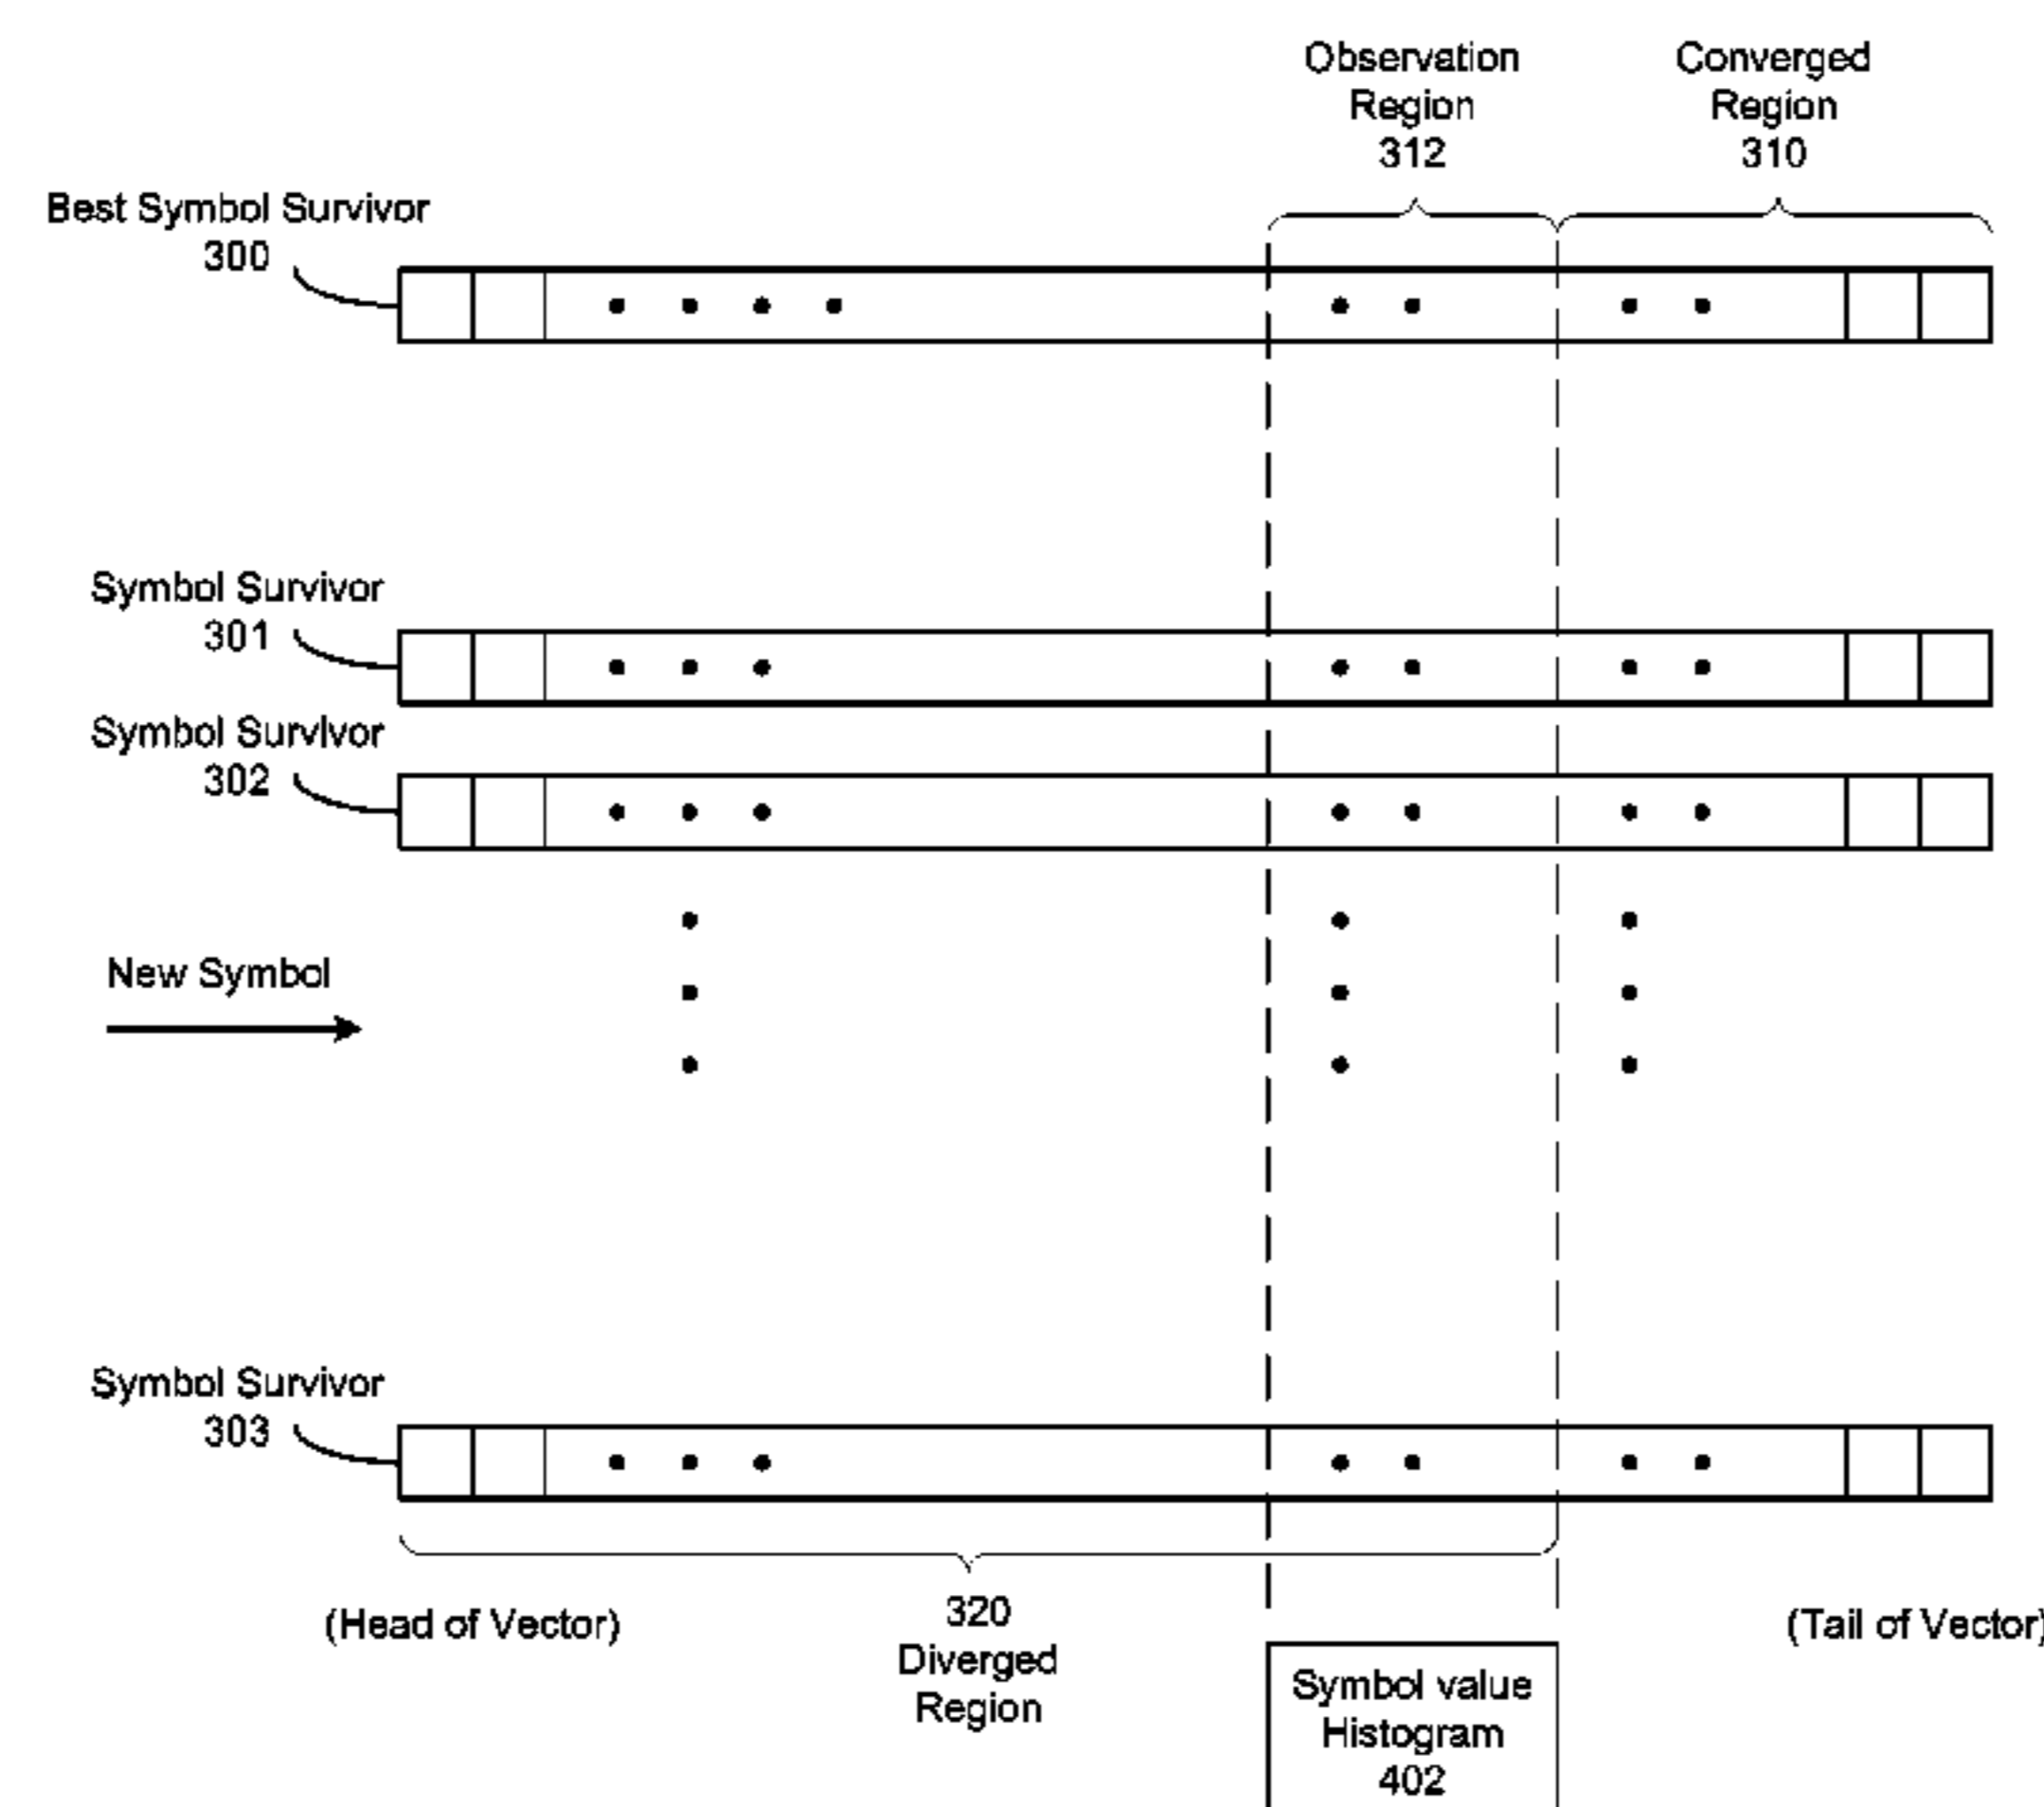 Observation
Region
312
Converged
Region
310
Best Symbol Survivor
300
Symbol Survivor
301
Symbol Survivor
302
New Symbol
Symbol Survivor
303
(Head of Vector)
320
Diverged
Region
(Tail of Vector)
Symbol value
Histogram
402